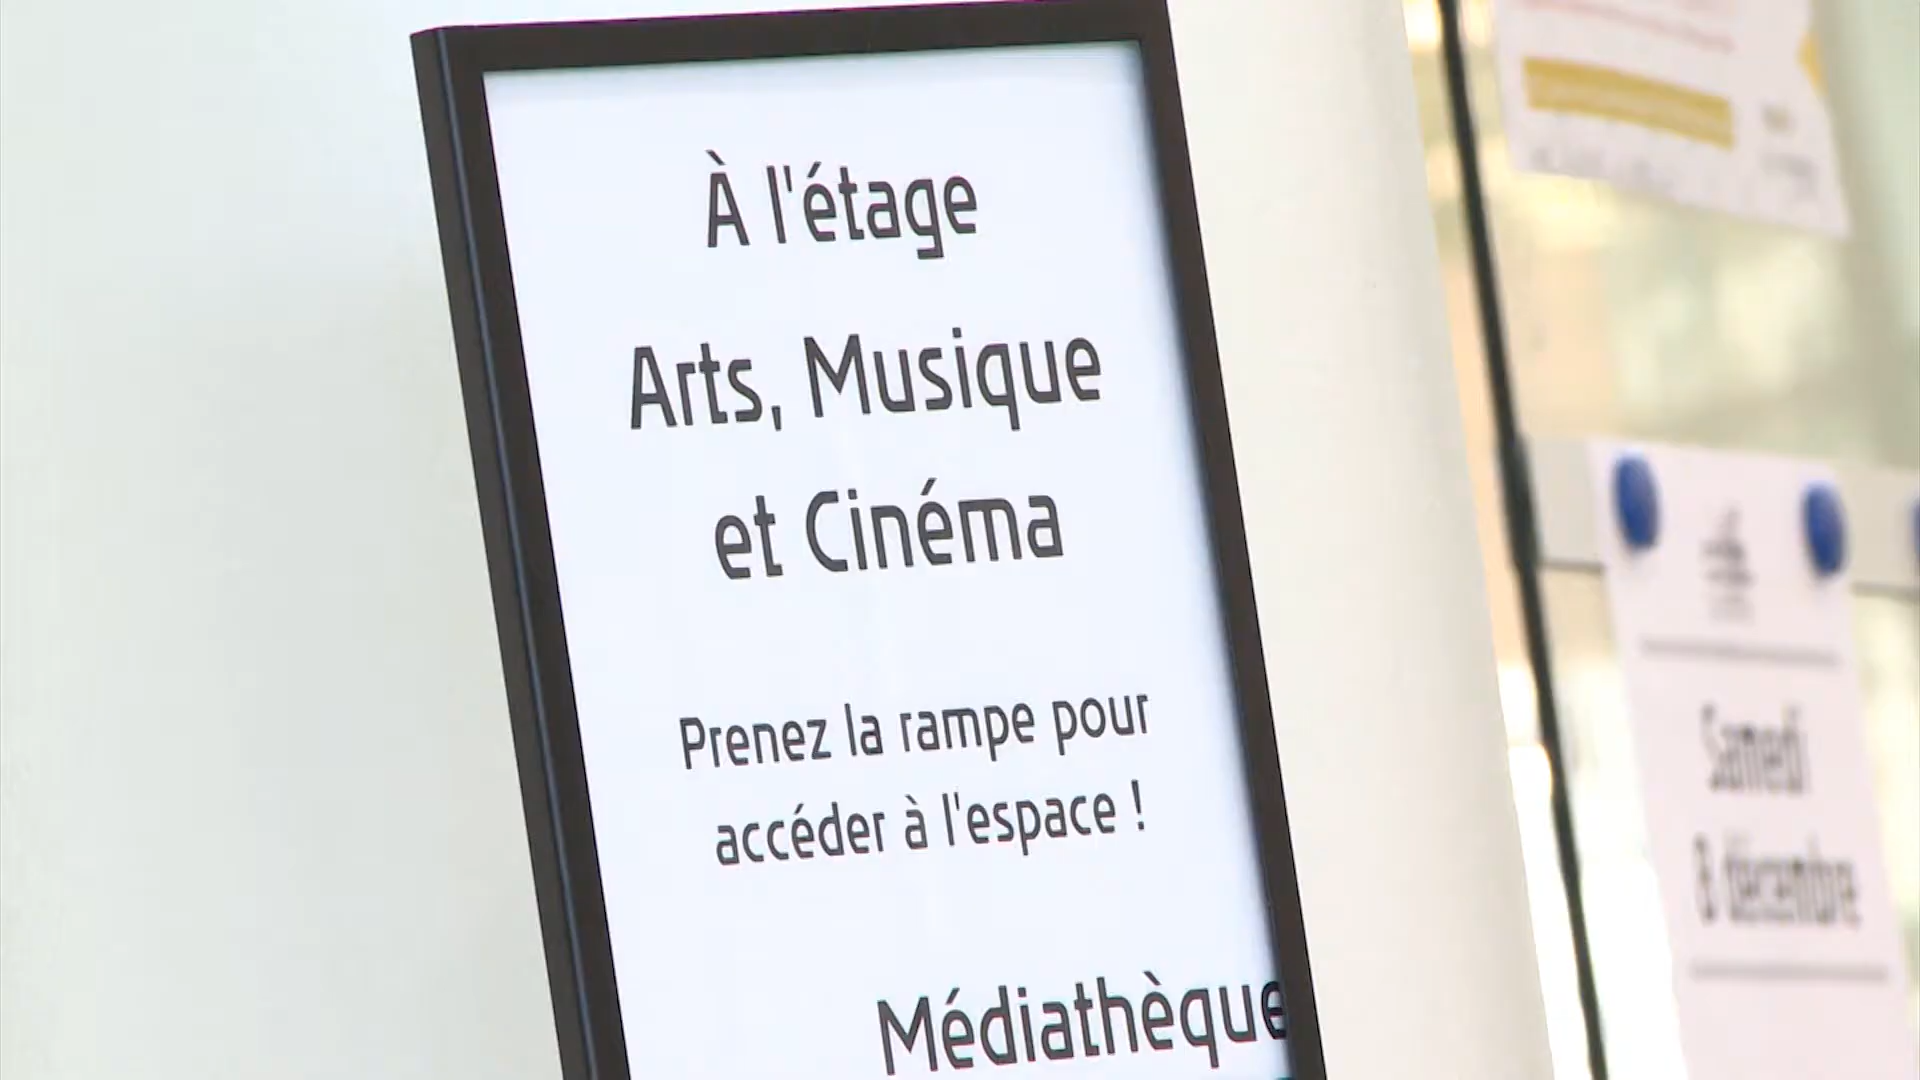 À l'étage
Arts, Musique
et Cinéma
Prenez la rampe pour
accéder à l'espace !
Médiathèque
Samedi
8 décembre